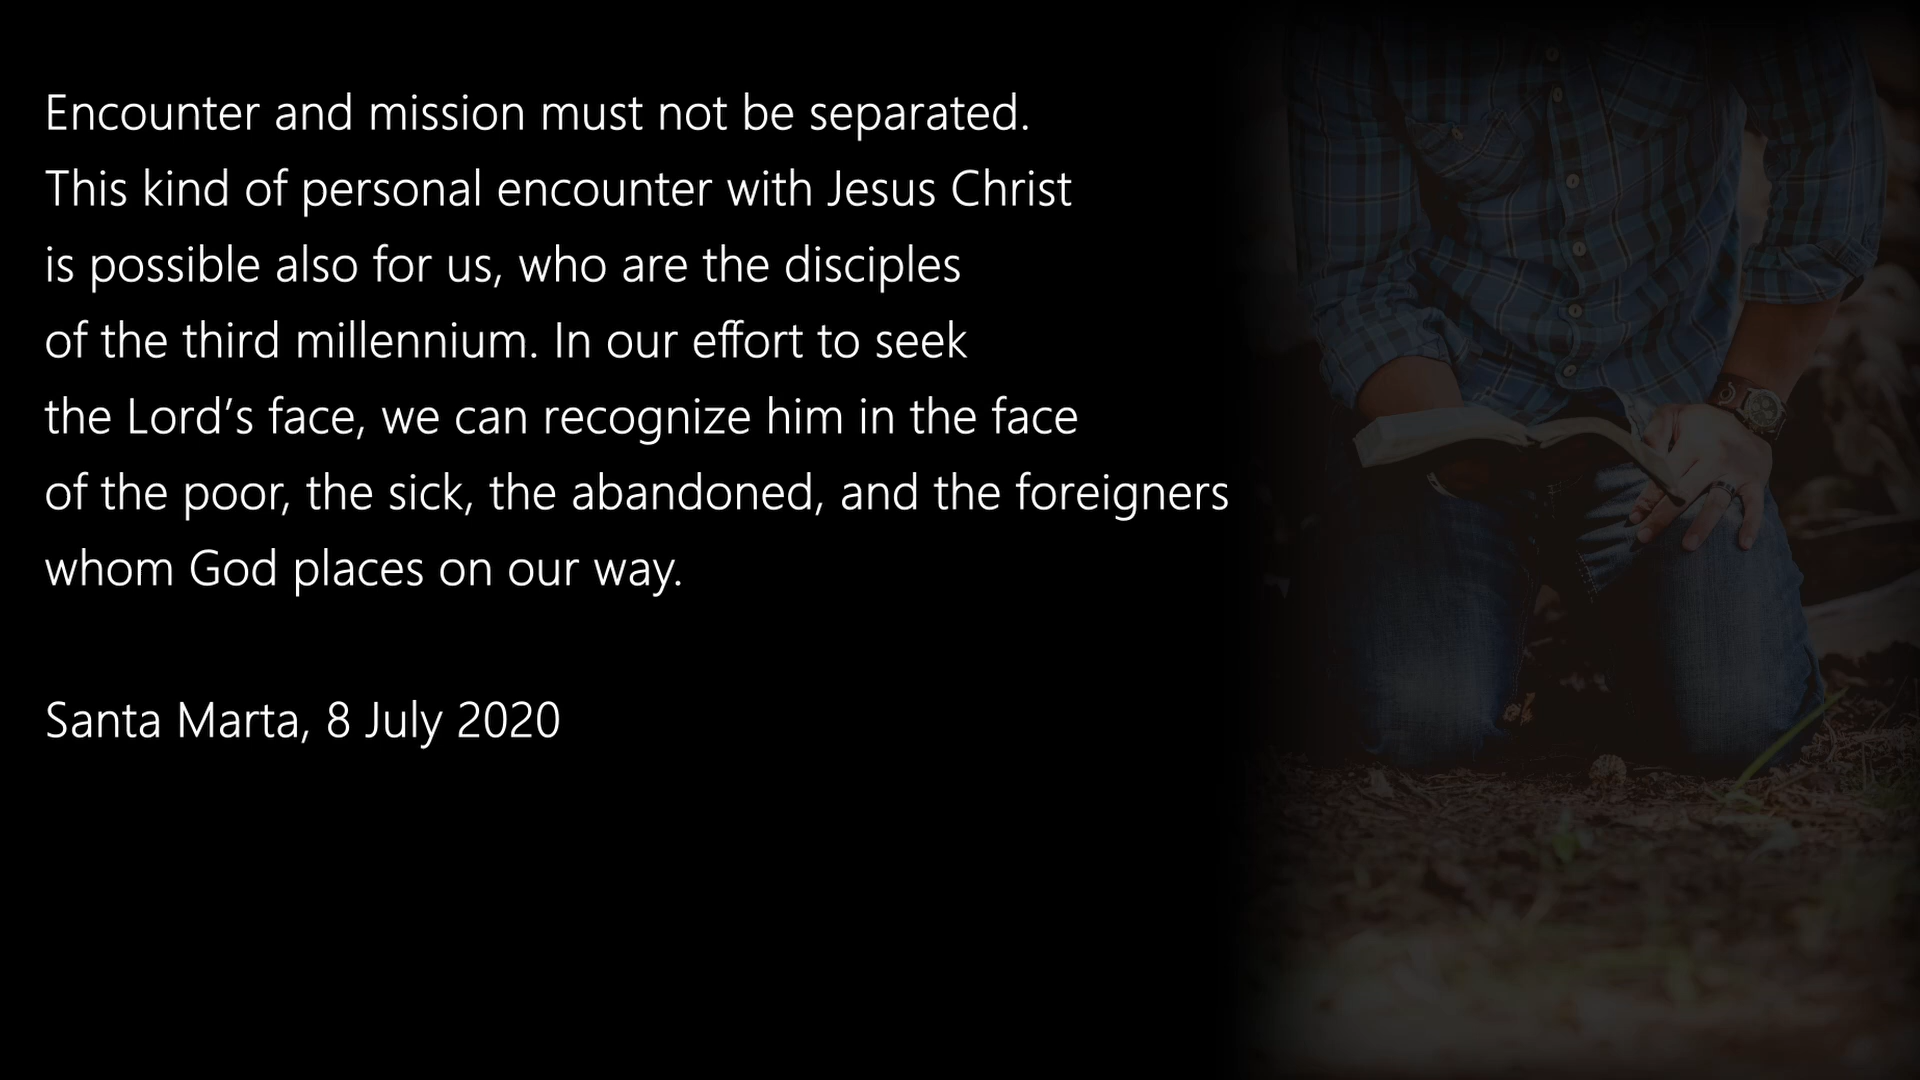 Encounter and mission must not be separated.
This kind of personal encounter with Jesus Christ
is possible also for us, who are the disciples
of the third millennium. In our effort to seek
the Lord’s face, we can recognize him in the face
of the poor, the sick, the abandoned, and the foreigners
whom God places on our way.
Santa Marta, 8 July 2020